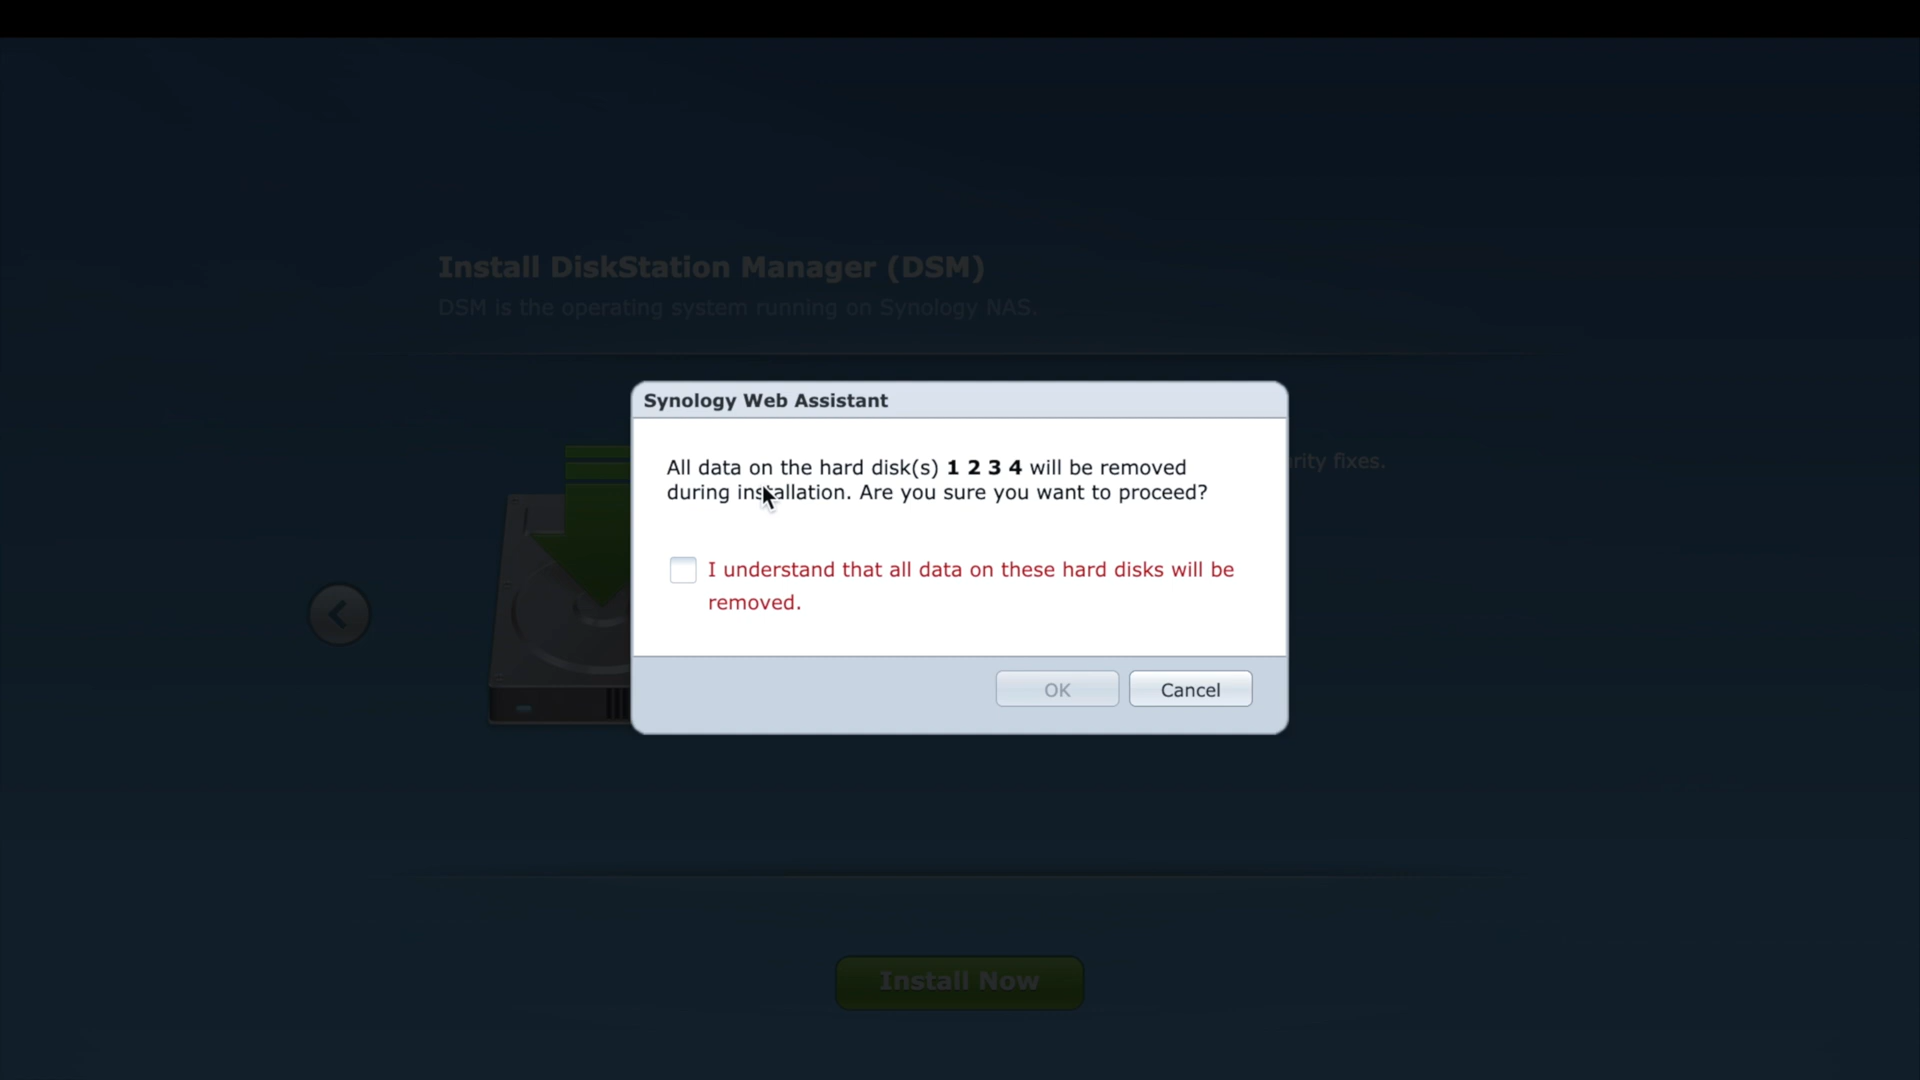 Install DiskStation Manager (DSM)
DSM is the operating system running on Synology NAS.
Synology Web Assistant
All data on the hard disk(s) 1 2 3 4 will be removed
during installation. Are you sure you want to proceed?
fixes.
I understand that all data on these hard disks will be
removed.
OK
Cancel
Install Now